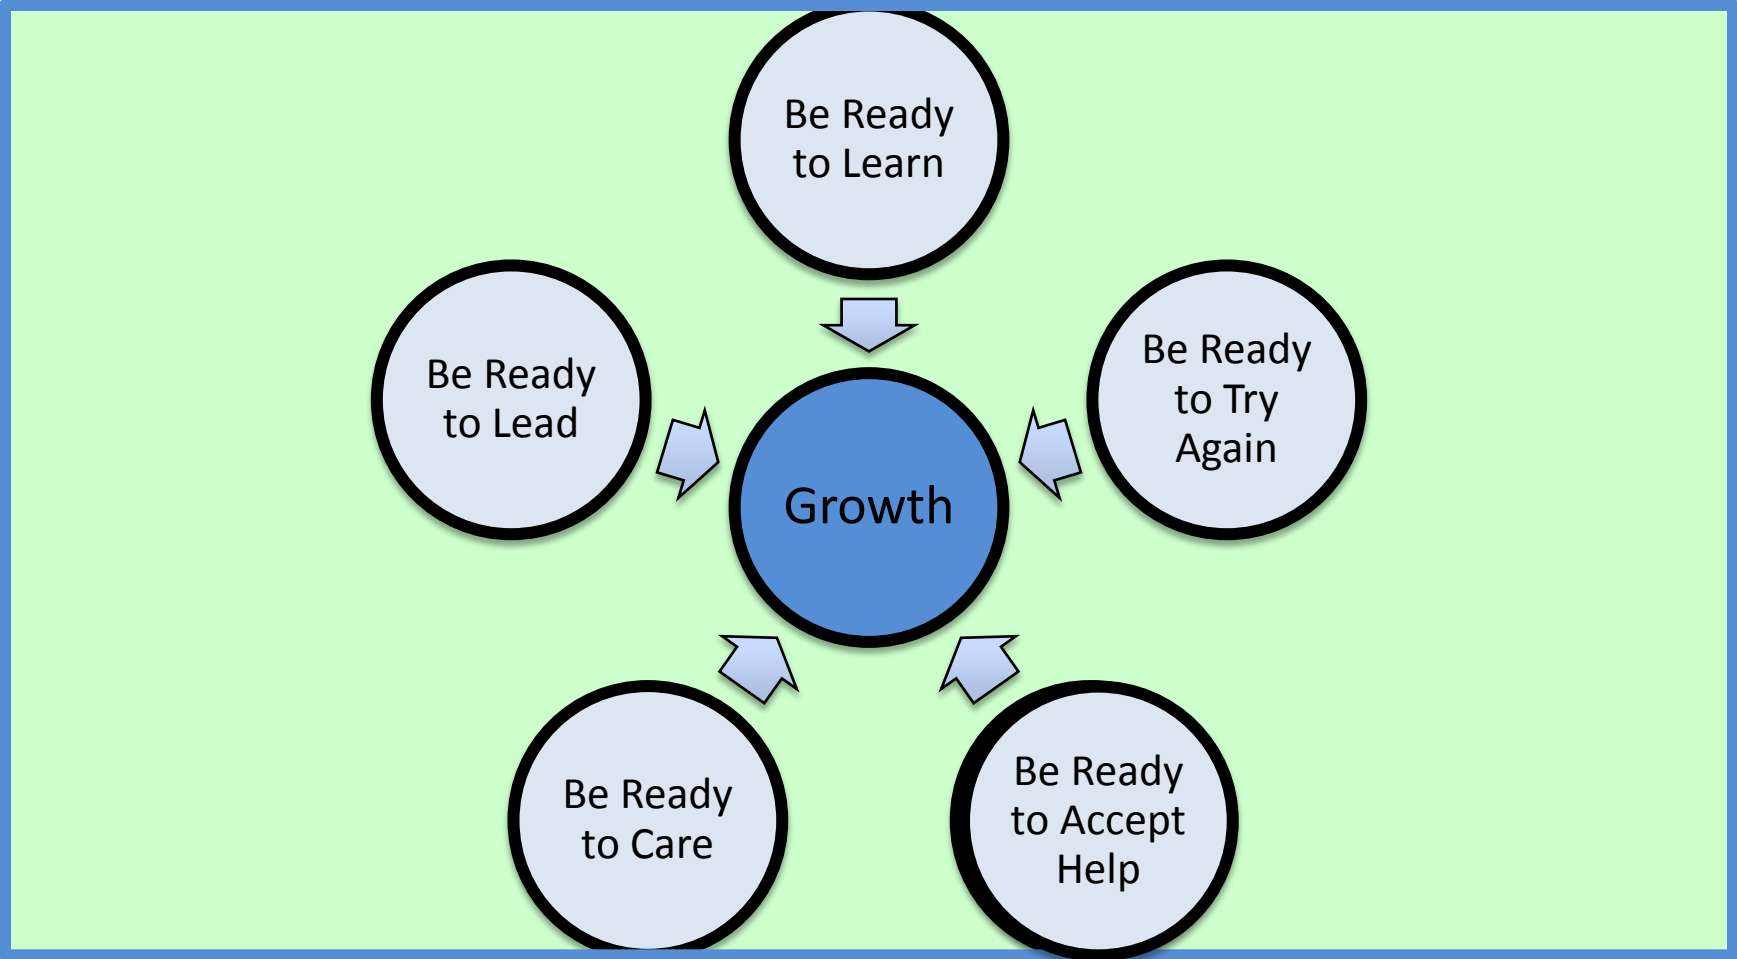 Be Ready
to Learn
Be Ready
to Lead
Be Ready
to Try
Again
Growth
Be Ready
to Care
Be Ready
to Accept
Help